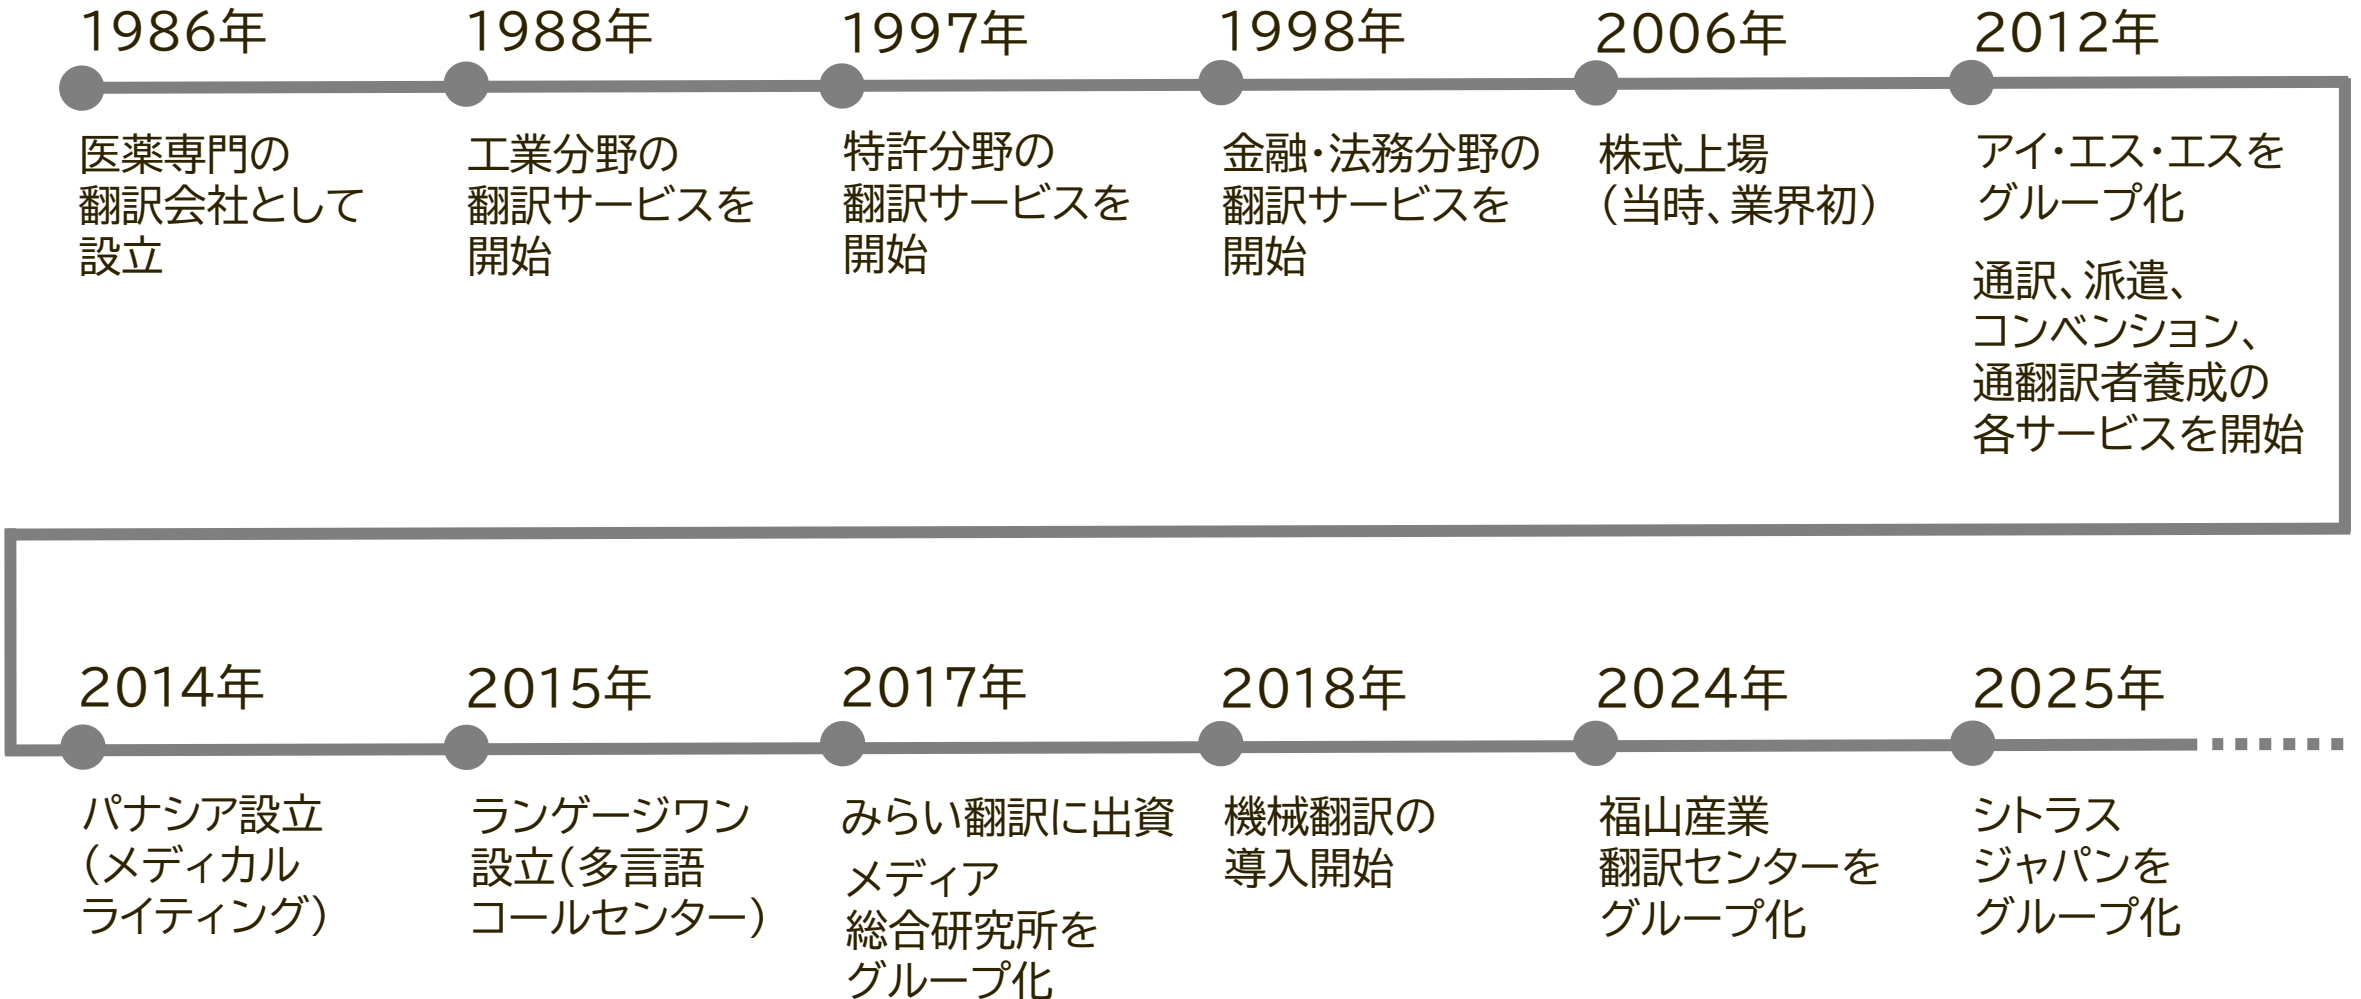 1986年
医薬専門の
翻訳会社として
設立
1988年
工業分野の
翻訳サービスを
開始
1997年
特許分野の
翻訳サービスを
開始
1998年
金融・法務分野の
翻訳サービスを
開始
2006年
株式上場
（当時、業界初）
2012年
アイ・エス・エスを
グループ化
通訳、派遣、
コンベンション、
通翻訳者養成の
各サービスを開始
2014年
パナシア設立
（メディカル
ライティング）
2015年
ランゲージワン
設立（多言語
コールセンター）
2017年
みらい翻訳に出資
メディア
総合研究所を
グループ化
2018年
機械翻訳の
導入開始
2024年
福山産業
翻訳センターを
グループ化
2025年
シトラス
ジャパンを
グループ化